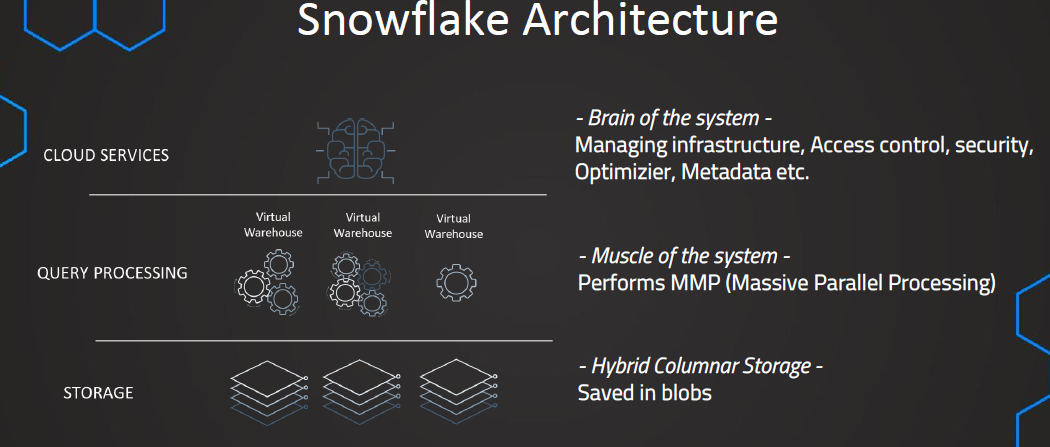 Snowflake Architecture
CLOUD SERVICES
- Brain of the system -
Managing infrastructure, Access control, security,
Optimizier, Metadata etc.
Virtual
Warehouse
Virtual
Warehouse
Virtual
Warehouse
QUERY PROCESSING
- Muscle of the system -
Performs MMP (Massive Parallel Processing)
STORAGE
- Hybrid Columnar Storage -
Saved in blobs